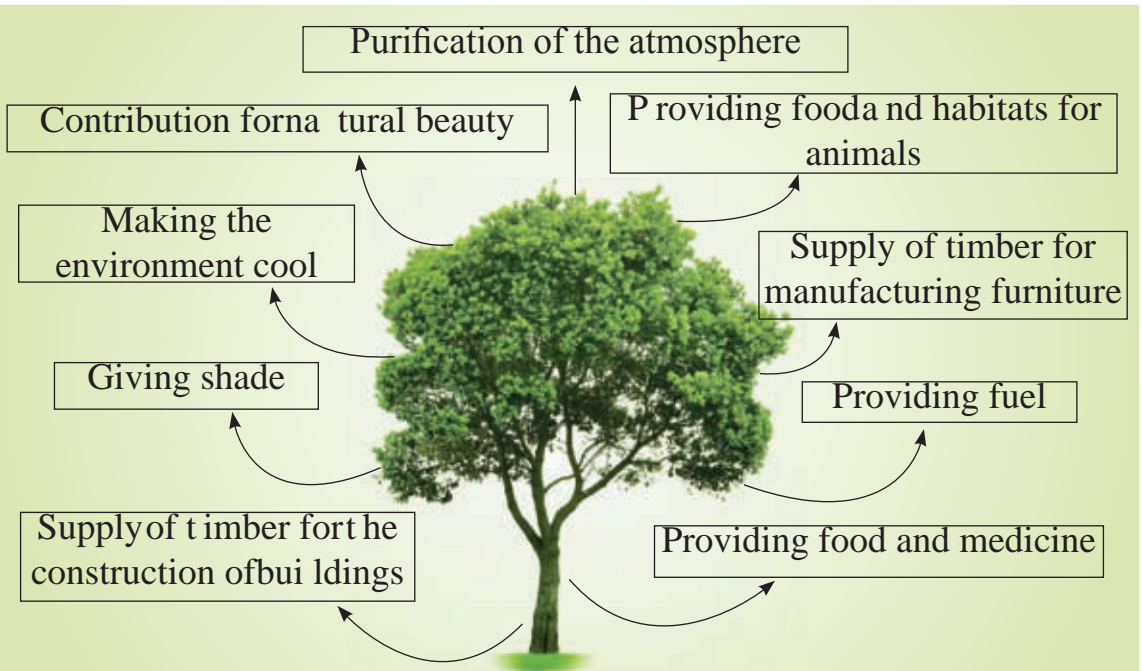 Purification of the atmosphere
Contribution forna tural beauty
P roviding fooda nd habitats for
animals
Making the
environment cool
Supply of timber for
manufacturing furniture
Giving shade
Providing fuel
Supplyof t imber fort he
construction ofbui ldings
Providing food and medicine